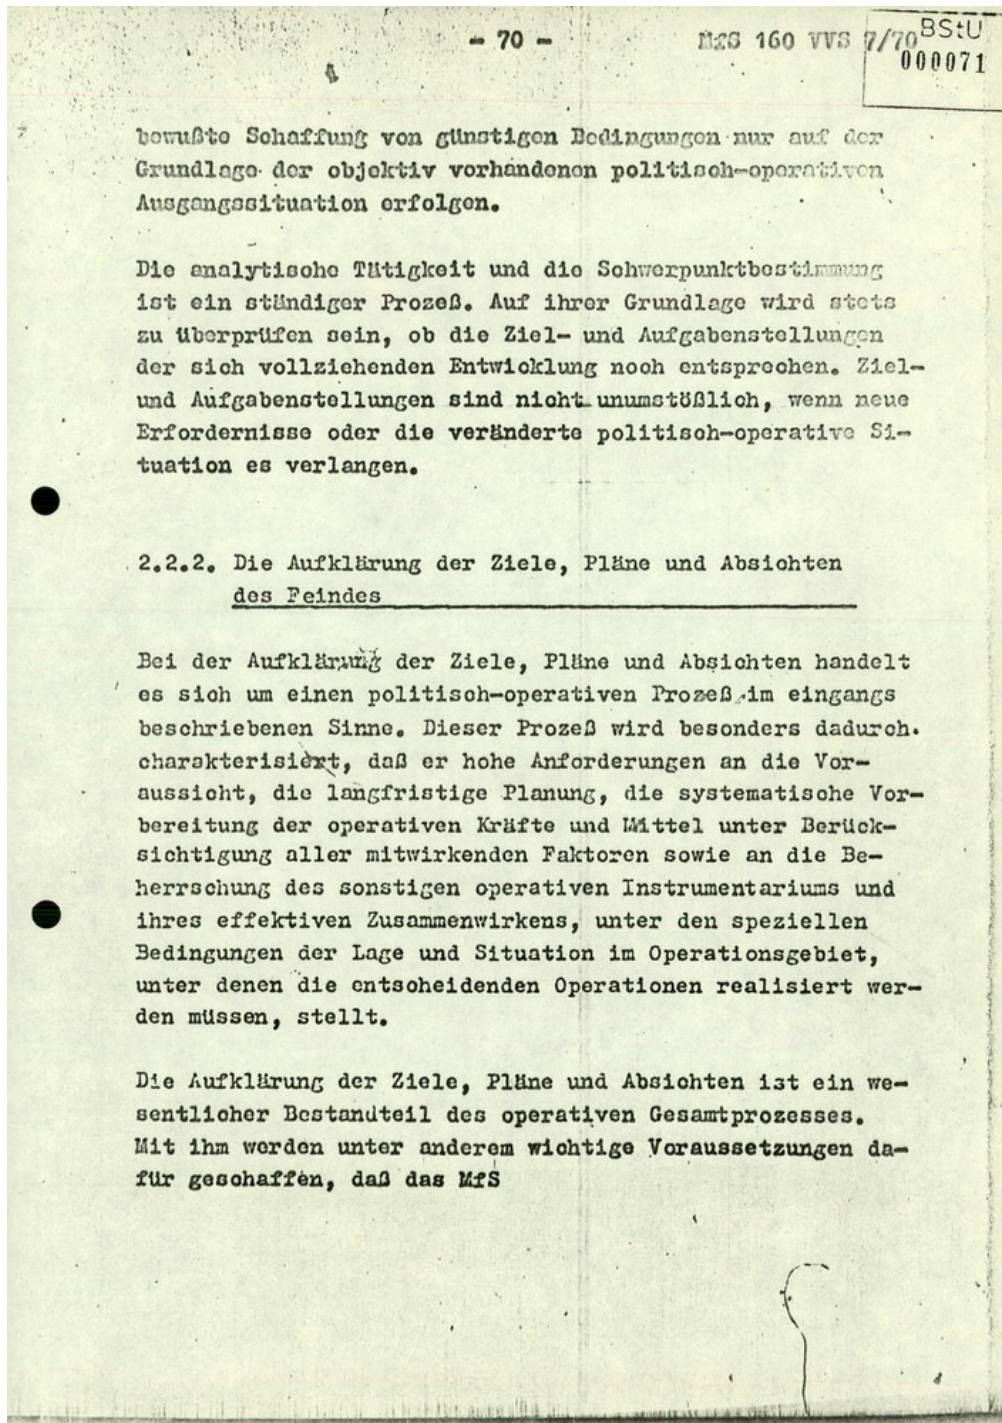 - 70 -
MfS 160 VVS 7/70
BStU
000071
bewußte Schaffung von günstigen Bedingungen nur auf der
Grundlage der objektiv vorhandenen politisch-operativen
Ausgangssituation erfolgen.
Die analytische Tätigkeit und die Schwerpunktbestimmung
ist ein ständiger Prozeß. Auf ihrer Grundlage wird stets
zu überprüfen sein, ob die Ziel- und Aufgabenstellungen
der sich vollziehenden Entwicklung noch entsprechen. Ziel-
und Aufgabenstellungen sind nicht unumstößlich, wenn neue
Erfordernisse oder die veränderte politisch-operative Si-
tuation es verlangen.
2.2.2. Die Aufklärung der Ziele, Pläne und Absichten
des Feindes
Bei der Aufklärung der Ziele, Pläne und Absichten handelt
es sich um einen politisch-operativen Prozeß im eingangs
beschriebenen Sinne. Dieser Prozeß wird besonders dadurch
charakterisiert, daß er hohe Anforderungen an die Vor-
aussicht, die langfristige Planung, die systematische Vor-
bereitung der operativen Kräfte und Mittel unter Berück-
sichtigung aller mitwirkenden Faktoren sowie an die Be-
herrschung des sonstigen operativen Instrumentariums und
ihres effektiven Zusammenwirkens, unter den speziellen
Bedingungen der Lage und Situation im Operationsgebiet,
unter denen die entscheidenden Operationen realisiert wer-
den müssen, stellt.
Die Aufklärung der Ziele, Pläne und Absichten ist ein we-
sentlicher Bestandteil des operativen Gesamtprozesses.
Mit ihm werden unter anderem wichtige Voraussetzungen da-
für geschaffen, daß das MfS